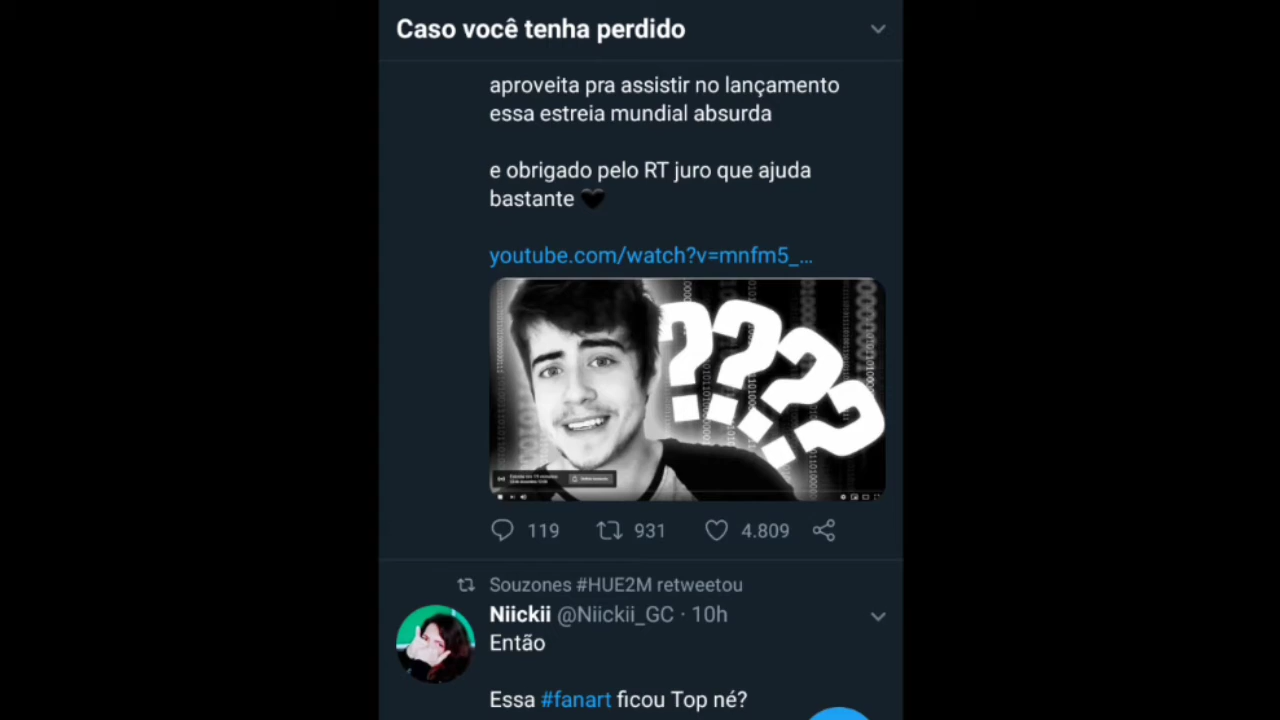 Caso você tenha perdido
aproveita pra assistir no lançamento
essa estreia mundial absurda
e obrigado pelo RT juro que ajuda
bastante 🖤
youtube.com/watch?v=mnfm5_...
????
119 931 4.809
Souzones #HUE2M retweetou
Niickii @Niickii_GC · 10h
Então
Essa #fanart ficou Top né?